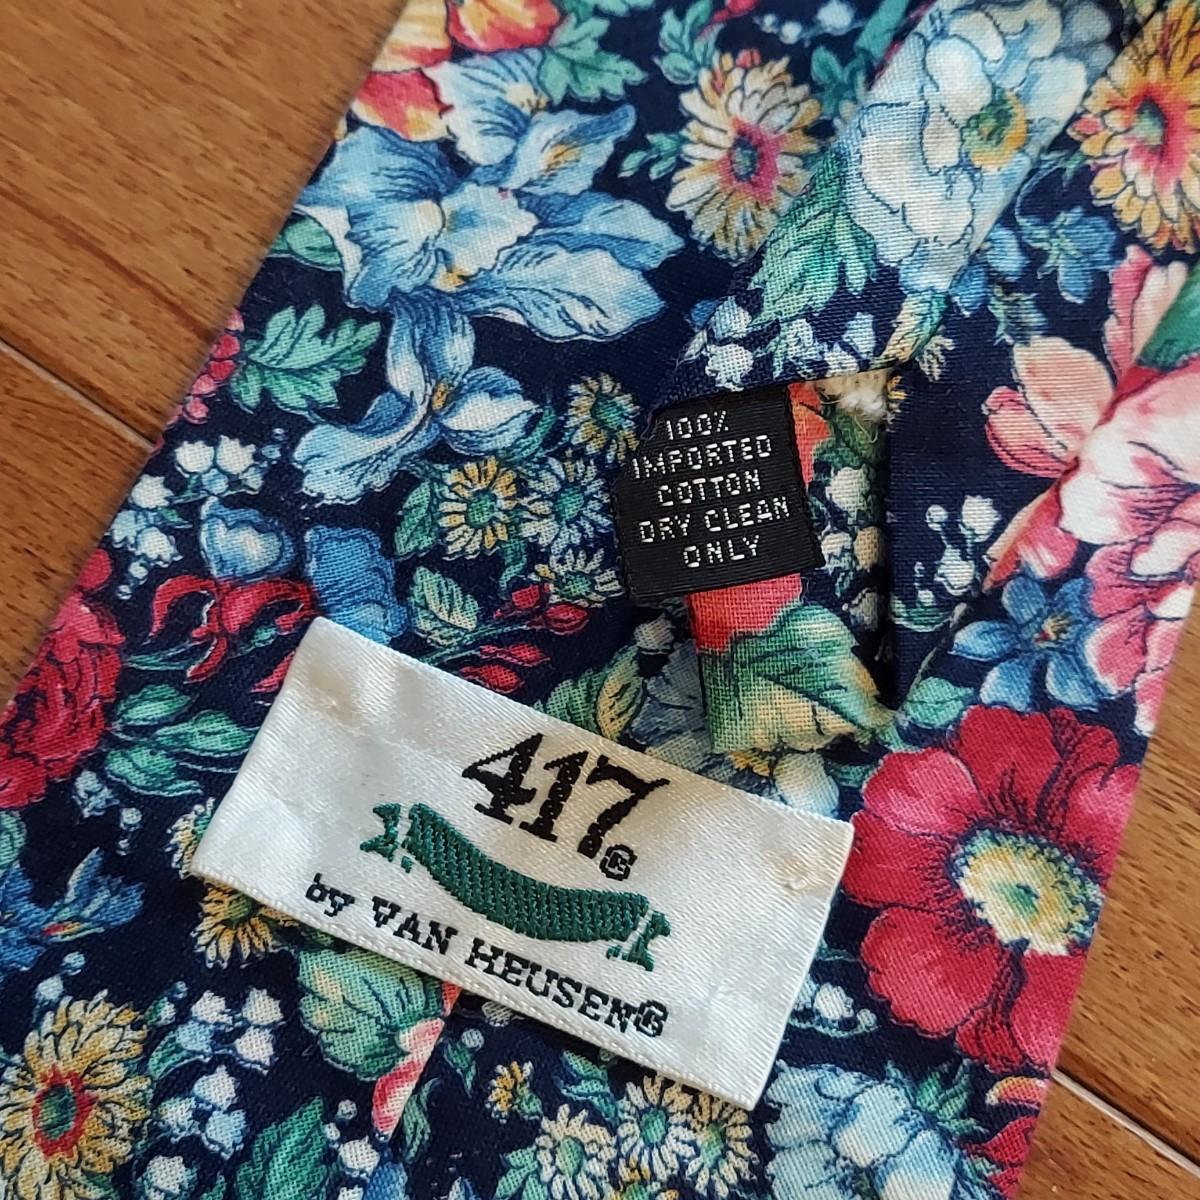 100%
IMPORTED
COTTON
DRY CLEAN
ONLY
417®
by VAN HEUSEN®